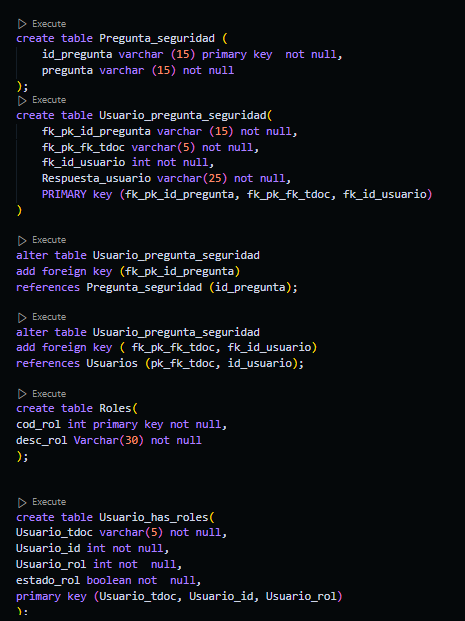 Execute
create table Pregunta_seguridad (
id_pregunta varchar (15) primary key  not null,
pregunta varchar (15) not null
);
Execute
create table Usuario_pregunta_seguridad(
fk_pk_id_pregunta varchar (15) not null,
fk_pk_fk_tdoc varchar(5) not null,
fk_id_usuario int not null,
Respuesta_usuario varchar(25) not null,
PRIMARY key (fk_pk_id_pregunta, fk_pk_fk_tdoc, fk_id_usuario)
)
Execute
alter table Usuario_pregunta_seguridad
add foreign key (fk_pk_id_pregunta)
references Pregunta_seguridad (id_pregunta);
Execute
alter table Usuario_pregunta_seguridad
add foreign key ( fk_pk_fk_tdoc, fk_id_usuario)
references Usuarios (pk_fk_tdoc, id_usuario);
Execute
create table Roles(
cod_rol int primary key not null,
desc_rol Varchar(30) not null
);
Execute
create table Usuario_has_roles(
Usuario_tdoc varchar(5) not null,
Usuario_id int not null,
Usuario_rol int not  null,
estado_rol boolean not  null,
primary key (Usuario_tdoc, Usuario_id, Usuario_rol)
);